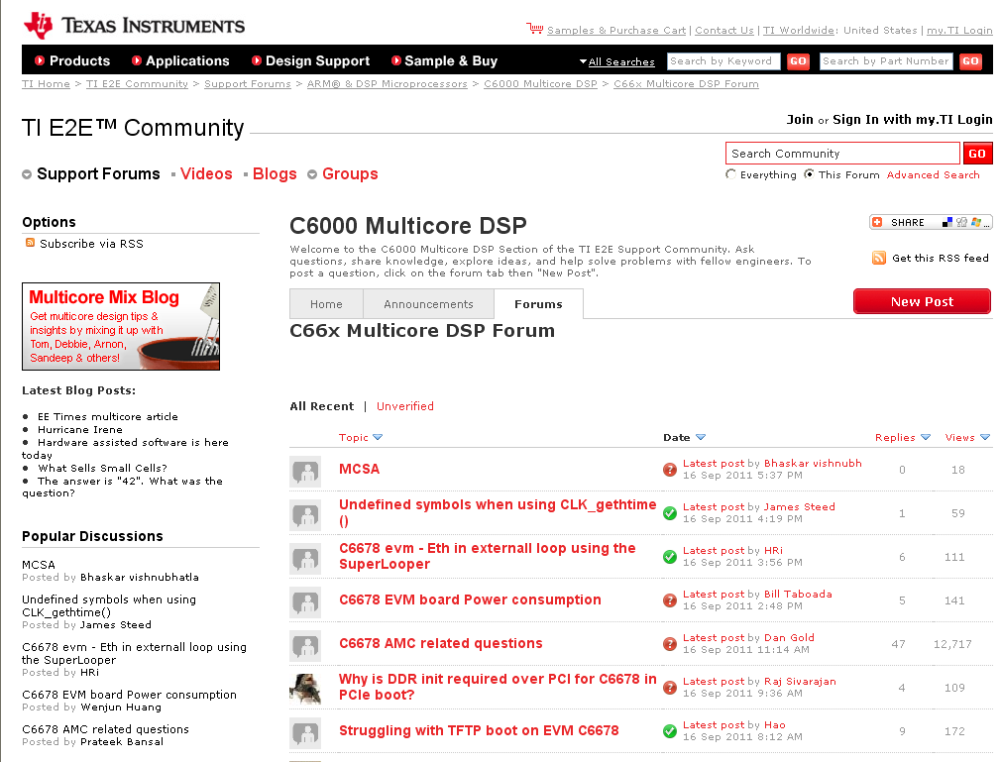 TEXAS INSTRUMENTS
Samples & Purchase Cart | Contact Us | TI Worldwide: United States | my.TI Login
Products Applications Design Support Sample & Buy All Searches Search by Keyword GO Search by Part Number GO
TI Home > TI E2E Community > Support Forums > ARM® & DSP Microprocessors > C6000 Multicore DSP > C66x Multicore DSP Forum
TI E2E™ Community
Join or Sign In with my.TI Login
Search Community GO
Everything This Forum Advanced Search
Support Forums Videos Blogs Groups
Options
Subscribe via RSS
Multicore Mix Blog
Get multicore design tips &
insights by mixing it up with
Tom, Debbie, Arnon,
Sandeep & others!
Latest Blog Posts:
EE Times multicore article
Hurricane Irene
Hardware assisted software is here
today
What Sells Small Cells?
The answer is "42". What was the
question?
Popular Discussions
MCSA
Posted by Bhaskar vishnubhatla
Undefined symbols when using
CLK_gethtime()
Posted by James Steed
C6678 evm - Eth in externall loop using
the SuperLooper
Posted by HRi
C6678 EVM board Power consumption
Posted by Wenjun Huang
C6678 AMC related questions
Posted by Prateek Bansal
C6000 Multicore DSP
Welcome to the C6000 Multicore DSP Section of the TI E2E Support Community. Ask
questions, share knowledge, explore ideas, and help solve problems with fellow engineers. To
post a question, click on the forum tab then "New Post".
SHARE ...
Get this RSS feed
Home Announcements Forums
New Post
C66x Multicore DSP Forum
All Recent | Unverified
Topic Date Replies Views
MCSA
Latest post by Bhaskar vishnubh
16 Sep 2011 5:37 PM
0 18
Undefined symbols when using CLK_gethtime
()
Latest post by James Steed
16 Sep 2011 4:19 PM
1 59
C6678 evm - Eth in externall loop using the
SuperLooper
Latest post by HRi
16 Sep 2011 3:56 PM
6 111
C6678 EVM board Power consumption
Latest post by Bill Taboada
16 Sep 2011 2:48 PM
5 141
C6678 AMC related questions
Latest post by Dan Gold
16 Sep 2011 11:14 AM
47 12,717
Why is DDR init required over PCI for C6678 in
PCIe boot?
Latest post by Raj Sivarajan
16 Sep 2011 9:36 AM
4 109
Struggling with TFTP boot on EVM C6678
Latest post by Hao
16 Sep 2011 8:12 AM
9 172